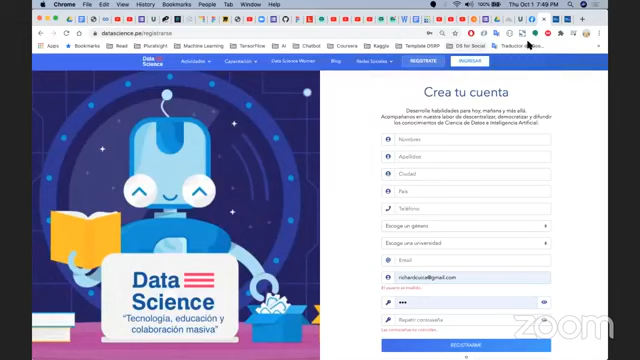 Chrome File Edit View History Bookmarks People Tab Window Help
100%
Thu Oct 1 7:49 PM
datascience.pe/registrarse
Apps
Bookmarks
Read
Pluralsight
Machine Learning
TensorFlow
AI
Chatbot
Coursera
Kaggle
Template OSRP
DS for Social
Data Science
Actividades
Capacitación
Data Science Women
Blog
Redes Sociales
REGISTRATE
INGRESAR
Crea tu cuenta
Desarrolle habilidades para hoy, mañana y más allá.
Acompáñanos en nuestra labor de descentralizar, democratizar y difundir
los conocimientos de Ciencia de Datos e Inteligencia Artificial.
Nombres
Apellidos
Ciudad
País
Teléfono
Escoge un género
Escoge una universidad
Email
richardcuica@gmail.com
El usuario es inválido.
Repetir contraseña
Las contraseñas no coinciden.
REGISTRARME
Data
Science
"Tecnología, educación y
colaboración masiva"
zoom